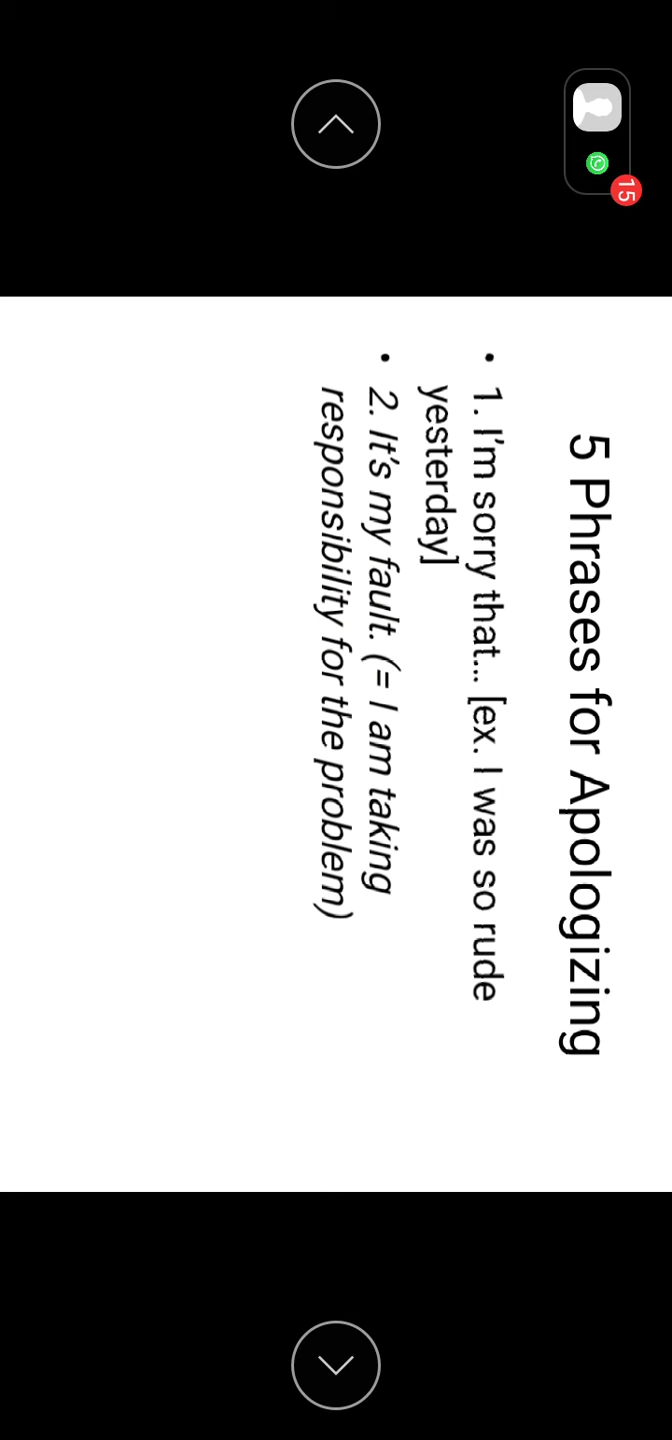 15
5 Phrases for Apologizing
• 1. I'm sorry that... [ex. I was so rude
yesterday]
• 2. It's my fault. (= I am taking
responsibility for the problem)